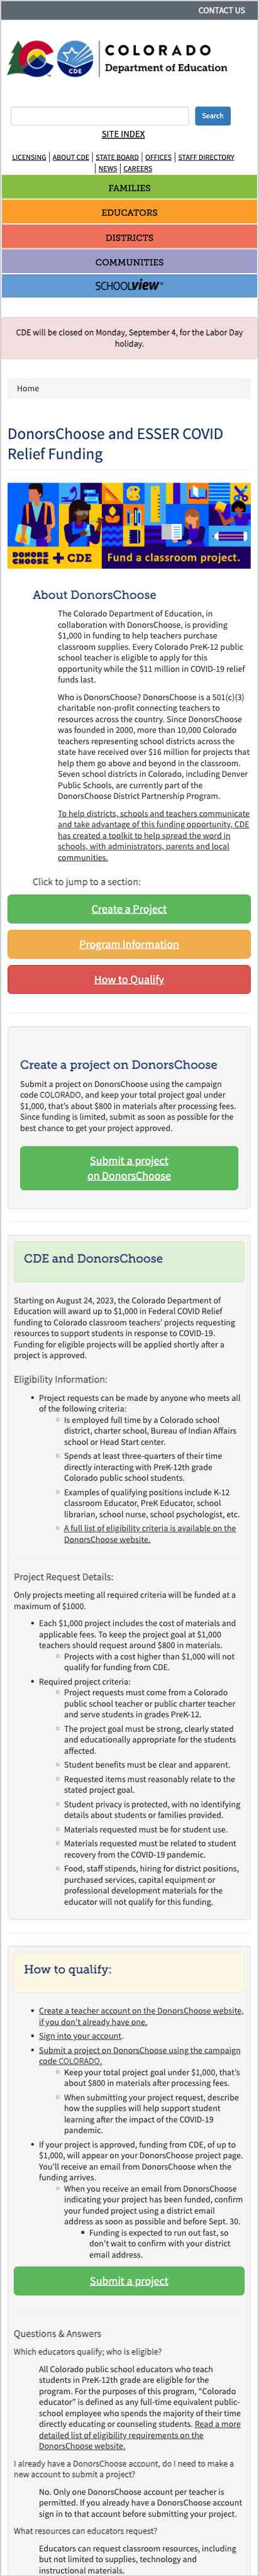 CONTACT US
COLORADO
Department of Education
CDE
Search
SITE INDEX
LICENSING | ABOUT CDE | STATE BOARD | OFFICES | STAFF DIRECTORY
| NEWS | CAREERS
FAMILIES
EDUCATORS
DISTRICTS
COMMUNITIES
SCHOOLVIEW®
CDE will be closed on Monday, September 4, for the Labor Day
holiday.
Home
DonorsChoose and ESSER COVID
Relief Funding
DONORS
CHOOSE + CDE Fund a classroom project.
About DonorsChoose
The Colorado Department of Education, in
collaboration with DonorsChoose, is providing
$1,000 in funding to help teachers purchase
classroom supplies. Every Colorado PreK-12 public
school teacher is eligible to apply for this
opportunity while the $11 million in COVID-19 relief
funds last.
Who is DonorsChoose? DonorsChoose is a 501(c)(3)
charitable non-profit connecting teachers to
resources across the country. Since DonorsChoose
was founded in 2000, more than 10,000 Colorado
teachers representing school districts across the
state have received over $16 million for projects that
help them go above and beyond in the classroom.
Seven school districts in Colorado, including Denver
Public Schools, are currently part of the
DonorsChoose District Partnership Program.
To help districts, schools and teachers communicate
and take advantage of this funding opportunity, CDE
has created a toolkit to help spread the word in
schools, with administrators, parents and local
communities.
Click to jump to a section:
Create a Project
Program Information
How to Qualify
Create a project on DonorsChoose
Submit a project on DonorsChoose using the campaign
code COLORADO, and keep your total project goal under
$1,000, that's about $800 in materials after processing fees.
Since funding is limited, submit as soon as possible for the
best chance to get your project approved.
Submit a project
on DonorsChoose
CDE and DonorsChoose
Starting on August 24, 2023, the Colorado Department of
Education will award up to $1,000 in Federal COVID Relief
funding to Colorado classroom teachers' projects requesting
resources to support students in response to COVID-19.
Funding for eligible projects will be applied shortly after a
project is approved.
Eligibility Information:
Project requests can be made by anyone who meets all
of the following criteria:
Is employed full time by a Colorado school
district, charter school, Bureau of Indian Affairs
school or Head Start center.
Spends at least three-quarters of their time
directly interacting with PreK-12th grade
Colorado public school students.
Examples of qualifying positions include K-12
classroom Educator, PreK Educator, school
librarian, school nurse, school psychologist, etc.
A full list of eligibility criteria is available on the
DonorsChoose website.
Project Request Details:
Only projects meeting all required criteria will be funded at a
maximum of $1000.
Each $1,000 project includes the cost of materials and
applicable fees. To keep the project goal at $1,000
teachers should request around $800 in materials.
Projects with a cost higher than $1,000 will not
qualify for funding from CDE.
Required project criteria:
Project requests must come from a Colorado
public school teacher or public charter teacher
and serve students in grades PreK-12.
The project goal must be strong, clearly stated
and educationally appropriate for the students
affected.
Student benefits must be clear and apparent.
Requested items must reasonably relate to the
stated project goal.
Student privacy is protected, with no identifying
details about students or families provided.
Materials requested must be for student use.
Materials requested must be related to student
recovery from the COVID-19 pandemic.
Food, staff stipends, hiring for district positions,
purchased services, capital equipment or
professional development materials for the
educator will not qualify for this funding.
How to qualify:
Create a teacher account on the DonorsChoose website,
if you don't already have one.
Sign into your account.
Submit a project on DonorsChoose using the campaign
code COLORADO.
Keep your total project goal under $1,000, that's
about $800 in materials after processing fees.
When submitting your project request, describe
how the supplies will help support student
learning after the impact of the COVID-19
pandemic.
If your project is approved, funding from CDE, of up to
$1,000, will appear on your DonorsChoose project page.
You'll receive an email from DonorsChoose when the
funding arrives.
When you receive an email from DonorsChoose
indicating your project has been funded, confirm
your funded project using a district email
address as soon as possible and before Sept. 30.
Funding is expected to run out fast, so
don't wait to confirm with your district
email address.
Submit a project
Questions & Answers
Which educators qualify; who is eligible?
All Colorado public school educators who teach
students in PreK-12th grade are eligible for the
program. For the purposes of this program, "Colorado
educator" is defined as any full-time equivalent public-
school employee who spends the majority of their time
directly educating or counseling students. Read a more
detailed list of eligibility requirements on the
DonorsChoose website.
I already have a DonorsChoose account, do I need to make a
new account to submit a project?
No. Only one DonorsChoose account per teacher is
permitted. If you already have a DonorsChoose account
sign in to that account before submitting your project.
What resources can educators request?
Educators can request classroom resources, including
but not limited to supplies, technology and
instructional materials.